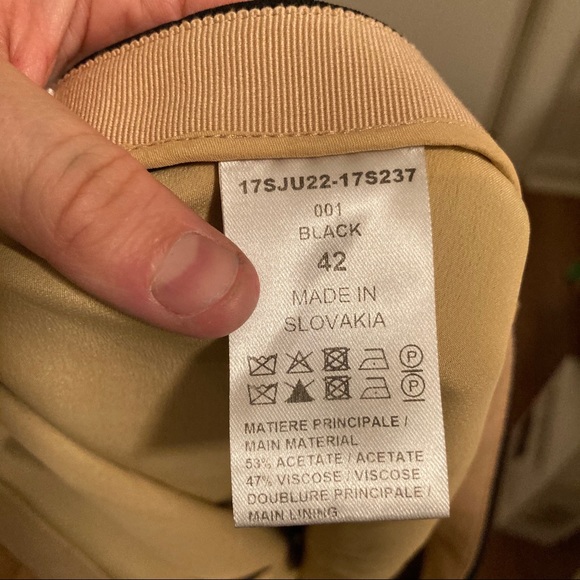 17SJU22-17S237
001
BLACK
42
MADE IN
SLOVAKIA
P
P
MATIERE PRINCIPALE /
MAIN MATERIAL
53% ACETATE / ACETATE
47% VISCOSE / VISCOSE
DOUBLURE PRINCIPALE /
MAIN LINING